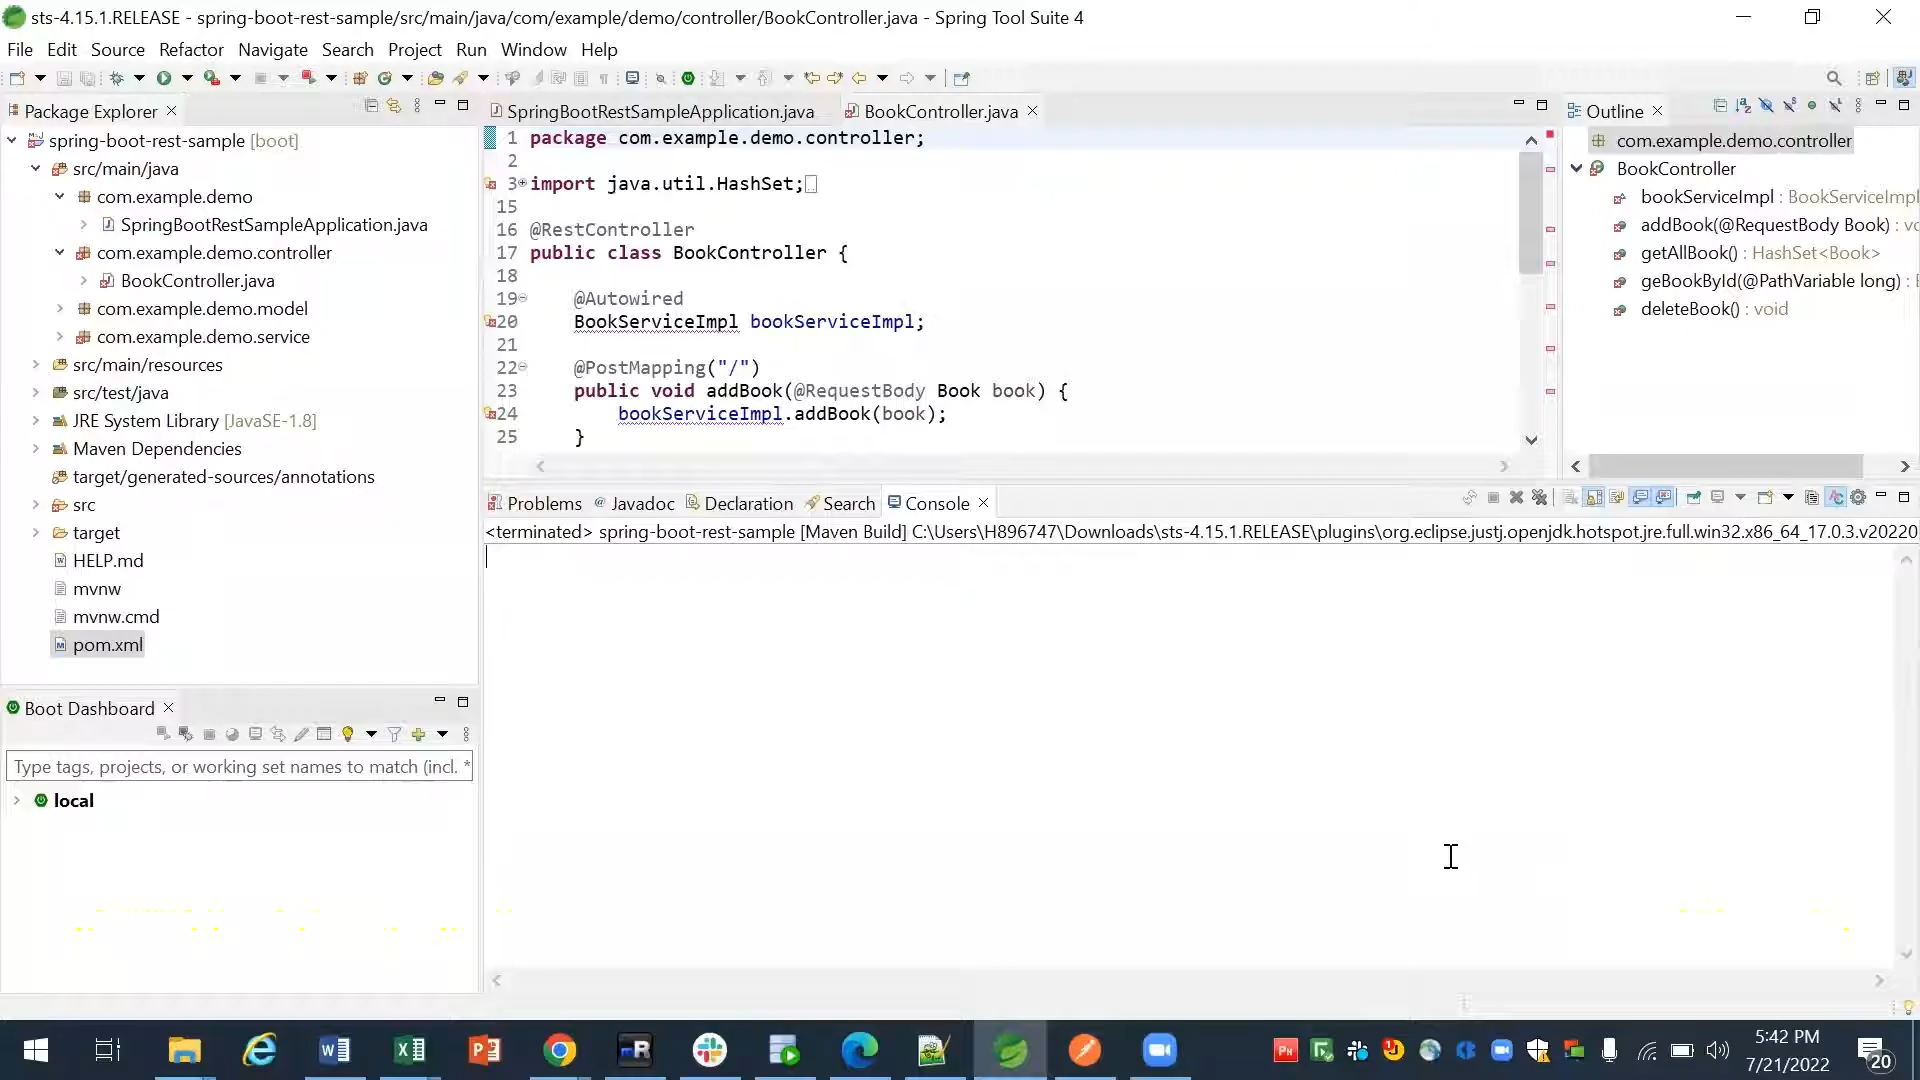 sts-4.15.1.RELEASE - spring-boot-rest-sample/src/main/java/com/example/demo/controller/BookController.java - Spring Tool Suite 4
File Edit Source Refactor Navigate Search Project Run Window Help
Package Explorer
spring-boot-rest-sample [boot]
src/main/java
com.example.demo
SpringBootRestSampleApplication.java
com.example.demo.controller
BookController.java
com.example.demo.model
com.example.demo.service
src/main/resources
src/test/java
JRE System Library [JavaSE-1.8]
Maven Dependencies
target/generated-sources/annotations
src
target
HELP.md
mvnw
mvnw.cmd
pom.xml
Boot Dashboard
Type tags, projects, or working set names to match (incl. *
local
SpringBootRestSampleApplication.java BookController.java
1 package com.example.demo.controller;
2
3 import java.util.HashSet;
15
16 @RestController
17 public class BookController {
18
19 @Autowired
20 BookServiceImpl bookServiceImpl;
21
22 @PostMapping("/")
23 public void addBook(@RequestBody Book book) {
24 bookServiceImpl.addBook(book);
25 }
Outline
com.example.demo.controller
BookController
bookServiceImpl : BookServiceImpl
addBook(@RequestBody Book) : vo
getAllBook() : HashSet<Book>
geBookById(@PathVariable long) :
deleteBook() : void
Problems Javadoc Declaration Search Console
<terminated> spring-boot-rest-sample [Maven Build] C:\Users\H896747\Downloads\sts-4.15.1.RELEASE\plugins\org.eclipse.justj.openjdk.hotspot.jre.full.win32.x86_64_17.0.3.v20220
5:42 PM
7/21/2022
20